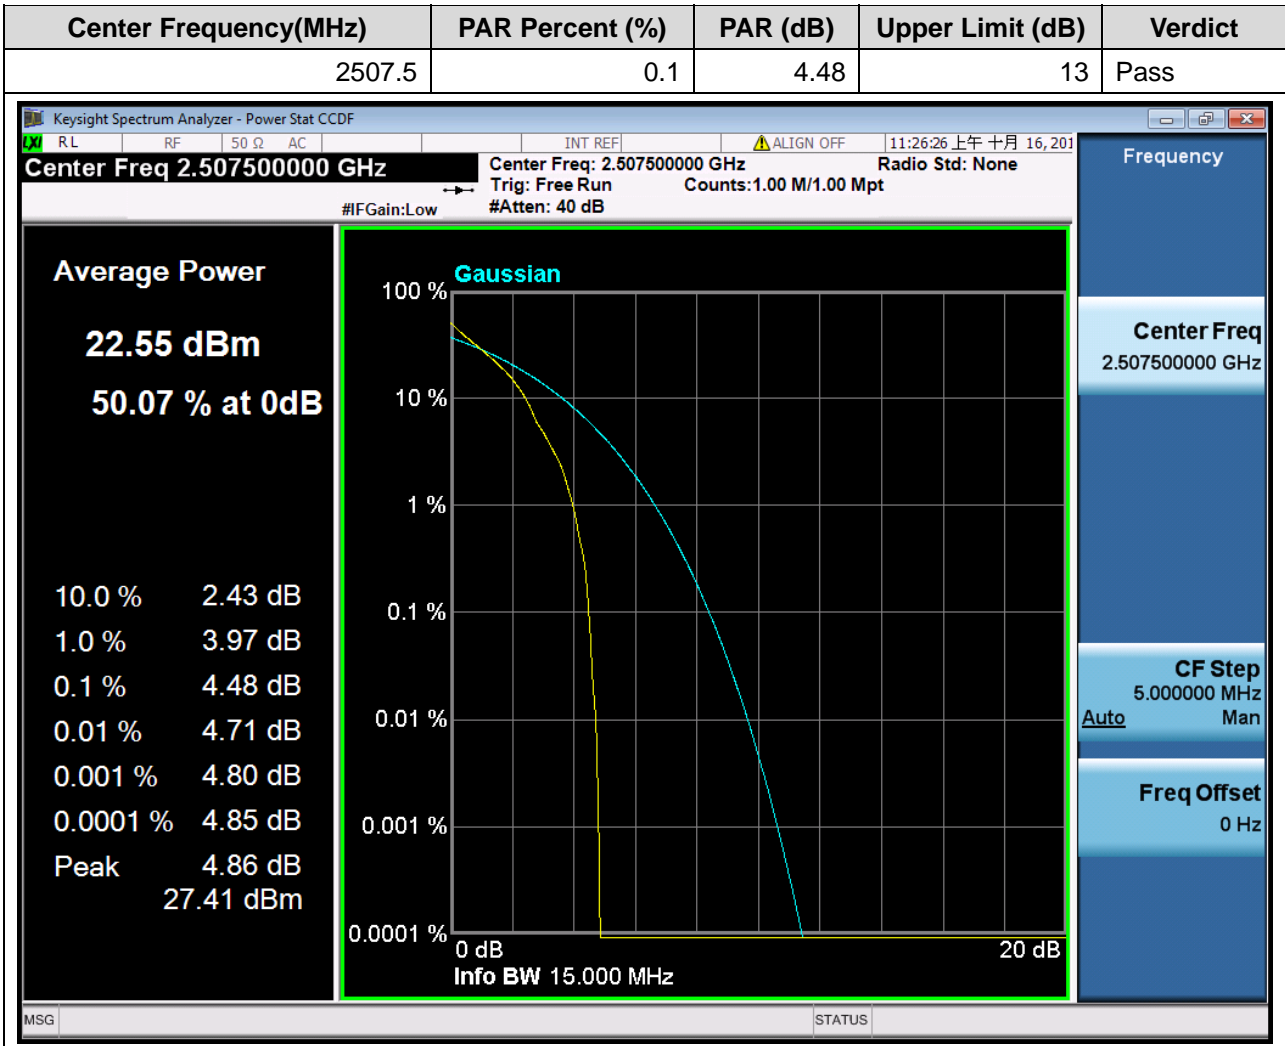 Center Frequency(MHz) PAR Percent (%) PAR (dB) Upper Limit (dB) Verdict
2507.5 0.1 4.48 13 Pass
Keysight Spectrum Analyzer - Power Stat CCDF
LXI RL RF 50 Ω AC INT REF ALIGN OFF 11:26:26 上午 十月 16, 201
Center Freq 2.507500000 GHz
Center Freq: 2.507500000 GHz Radio Std: None
Trig: Free Run Counts:1.00 M/1.00 Mpt
#IFGain:Low #Atten: 40 dB
Frequency
Average Power
22.55 dBm
50.07 % at 0dB
10.0 % 2.43 dB
1.0 % 3.97 dB
0.1 % 4.48 dB
0.01 % 4.71 dB
0.001 % 4.80 dB
0.0001 % 4.85 dB
Peak 4.86 dB
27.41 dBm
Gaussian
100 %
10 %
1 %
0.1 %
0.01 %
0.001 %
0.0001 %
0 dB 20 dB
Info BW 15.000 MHz
Center Freq
2.507500000 GHz
CF Step
5.000000 MHz
Auto Man
Freq Offset
0 Hz
MSG STATUS